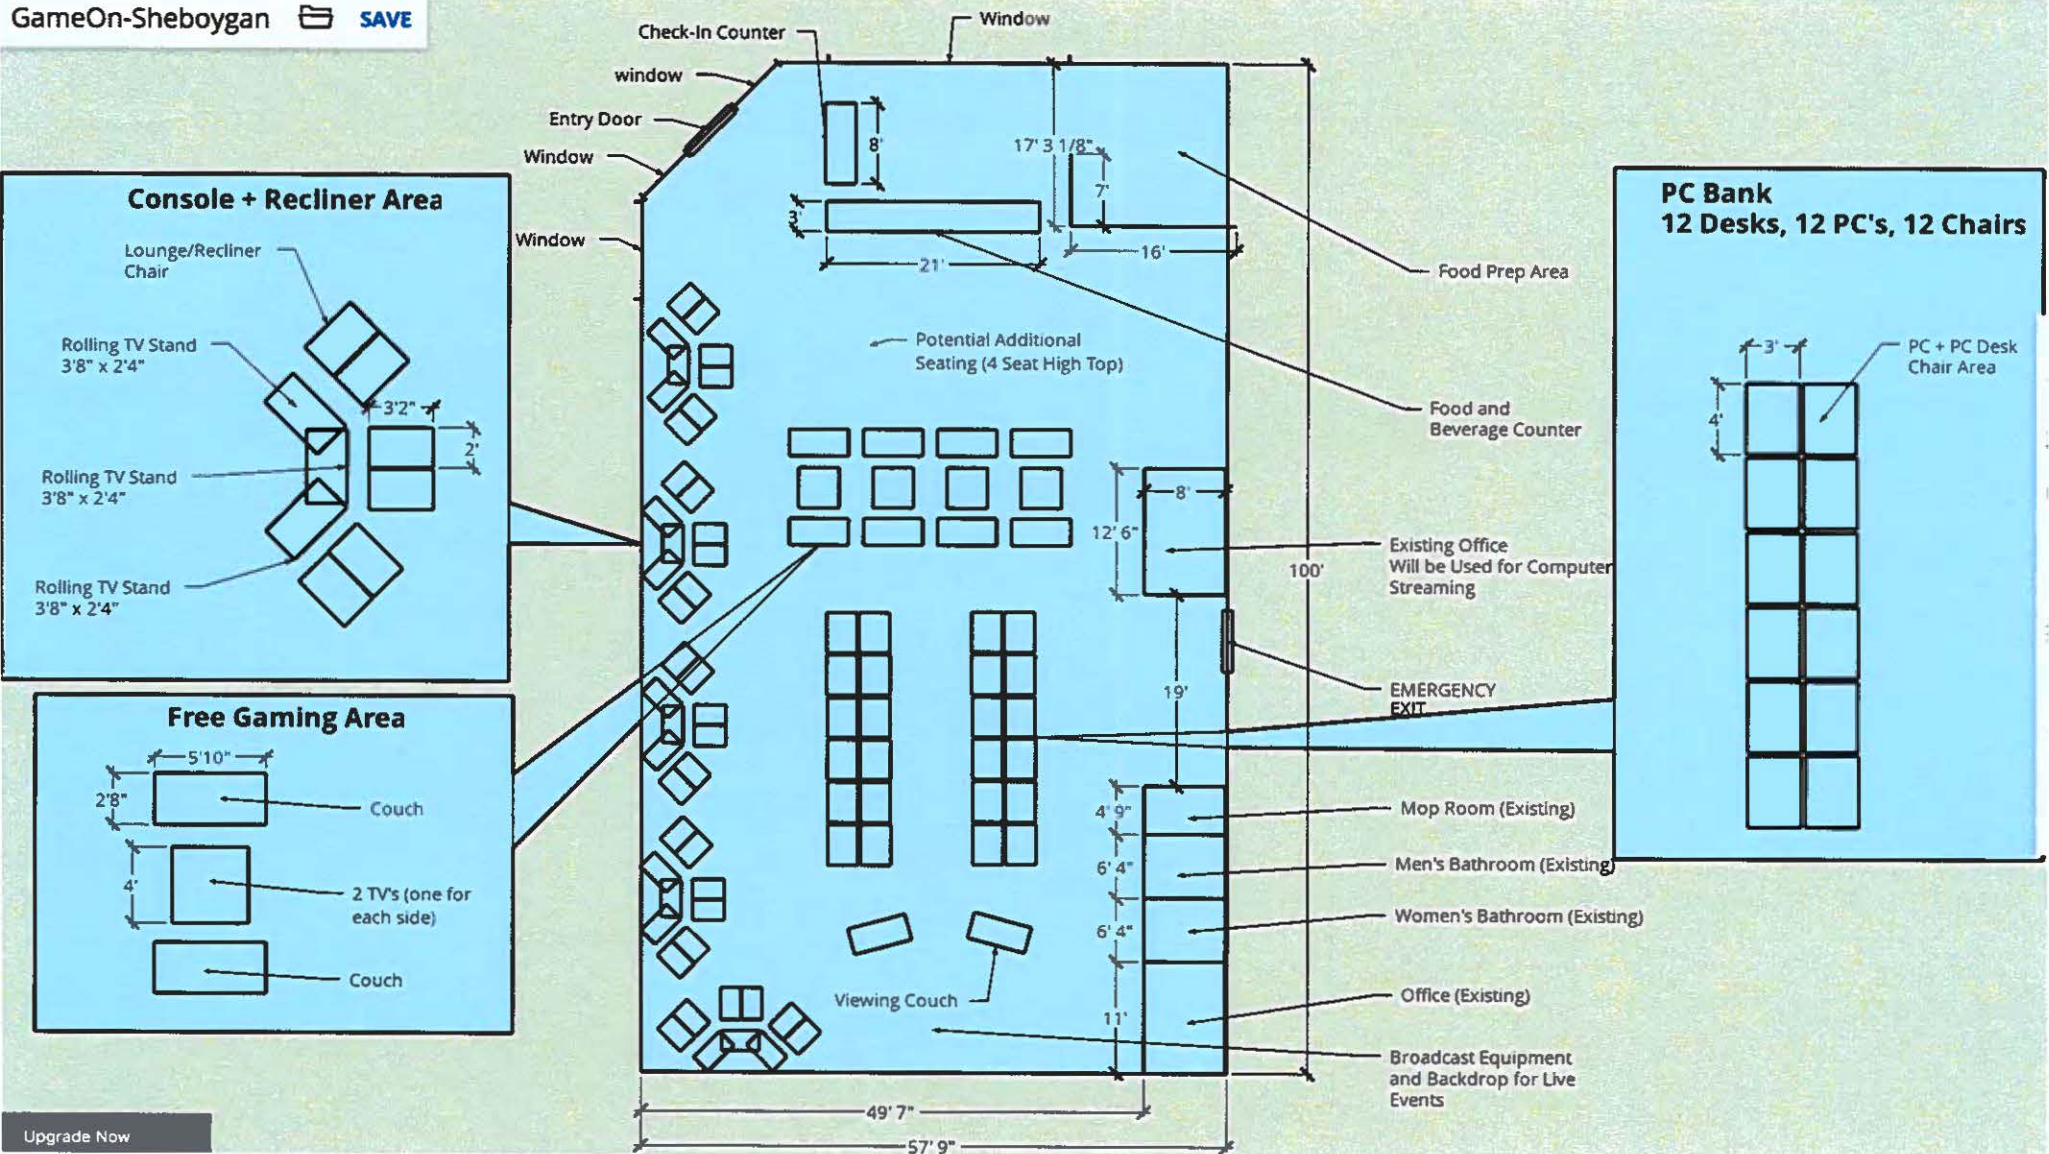 GameOn-Sheboygan SAVE
Window
Check-In Counter
window
Entry Door
Window
Window
8'
17' 3 1/8"
7'
3'
21'
16'
Food Prep Area
Potential Additional
Seating (4 Seat High Top)
Food and
Beverage Counter
Console + Recliner Area
Lounge/Recliner
Chair
Rolling TV Stand
3'8" x 2'4"
3'2"
2'
Rolling TV Stand
3'8" x 2'4"
Rolling TV Stand
3'8" x 2'4"
PC Bank
12 Desks, 12 PC's, 12 Chairs
3'
4'
PC + PC Desk
Chair Area
8'
12' 6"
Existing Office
Will be Used for Computer
Streaming
100'
EMERGENCY
EXIT
19'
Free Gaming Area
5'10"
2'8"
Couch
4'
2 TV's (one for
each side)
Couch
4' 9"
Mop Room (Existing)
6' 4"
Men's Bathroom (Existing)
6' 4"
Women's Bathroom (Existing)
Viewing Couch
11'
Office (Existing)
Broadcast Equipment
and Backdrop for Live
Events
49' 7"
57' 9"
Upgrade Now